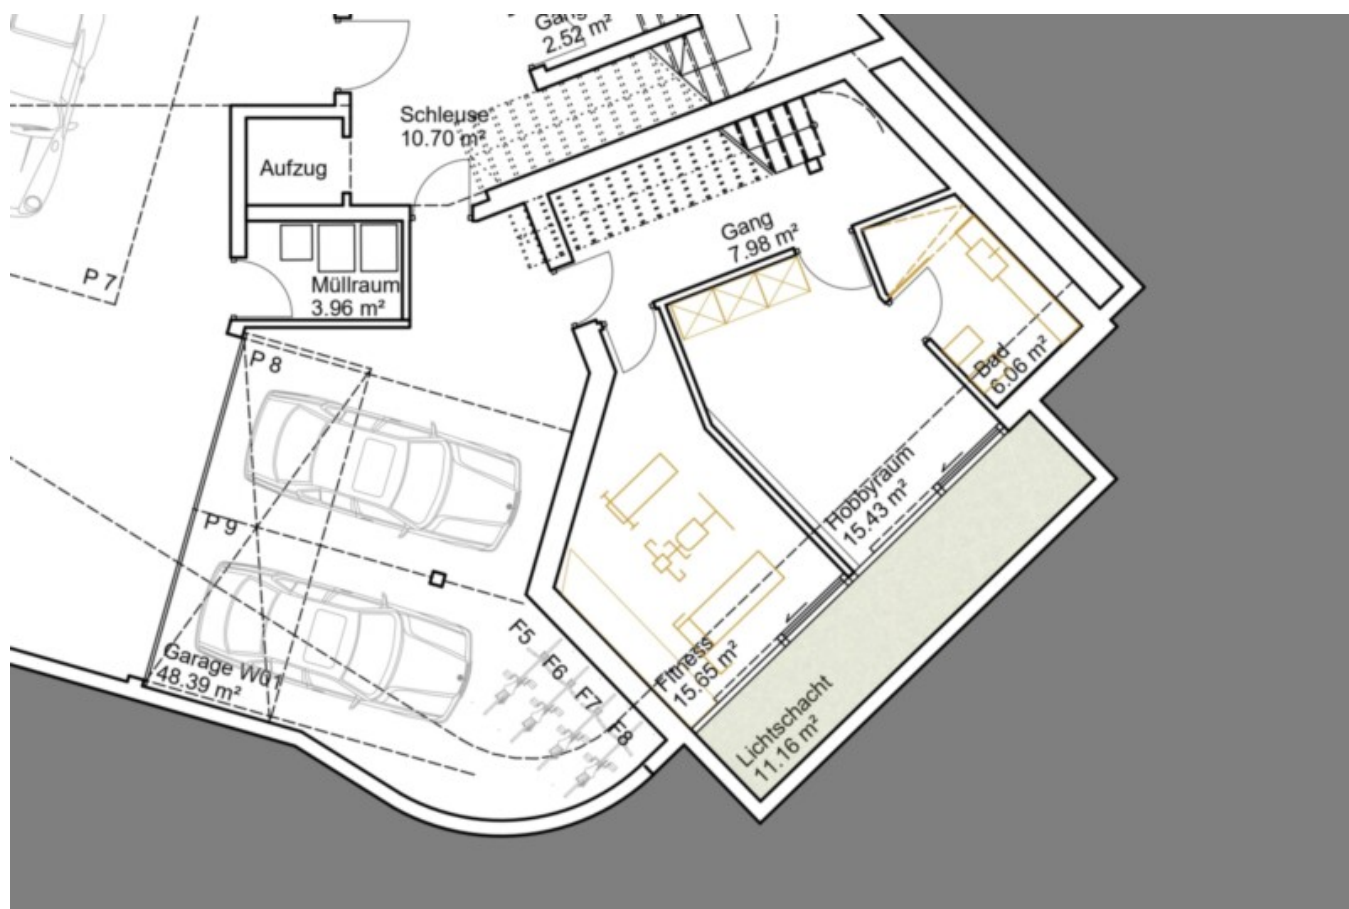 Gang
2.52 m²
Schleuse
10.70 m²
Aufzug
Gang
7.98 m²
P 7
Müllraum
3.96 m²
P 8
Bad
6.06 m²
Hobbyraum
15.43 m²
P 9
F5
F6
F7
F8
Garage W01
48.39 m²
Fitness
15.65 m²
Lichtschacht
11.16 m²